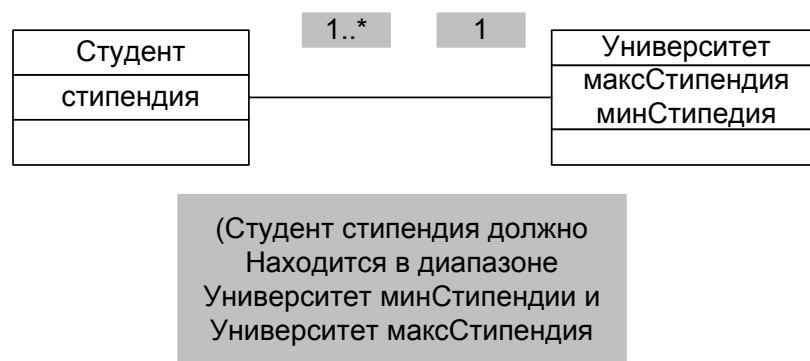 1..*
1
Студент
стипендия
Университет
максСтипендия
минСтипедия
(Студент стипендия должно
Находится в диапазоне
Университет минСтипендии и
Университет максСтипендия